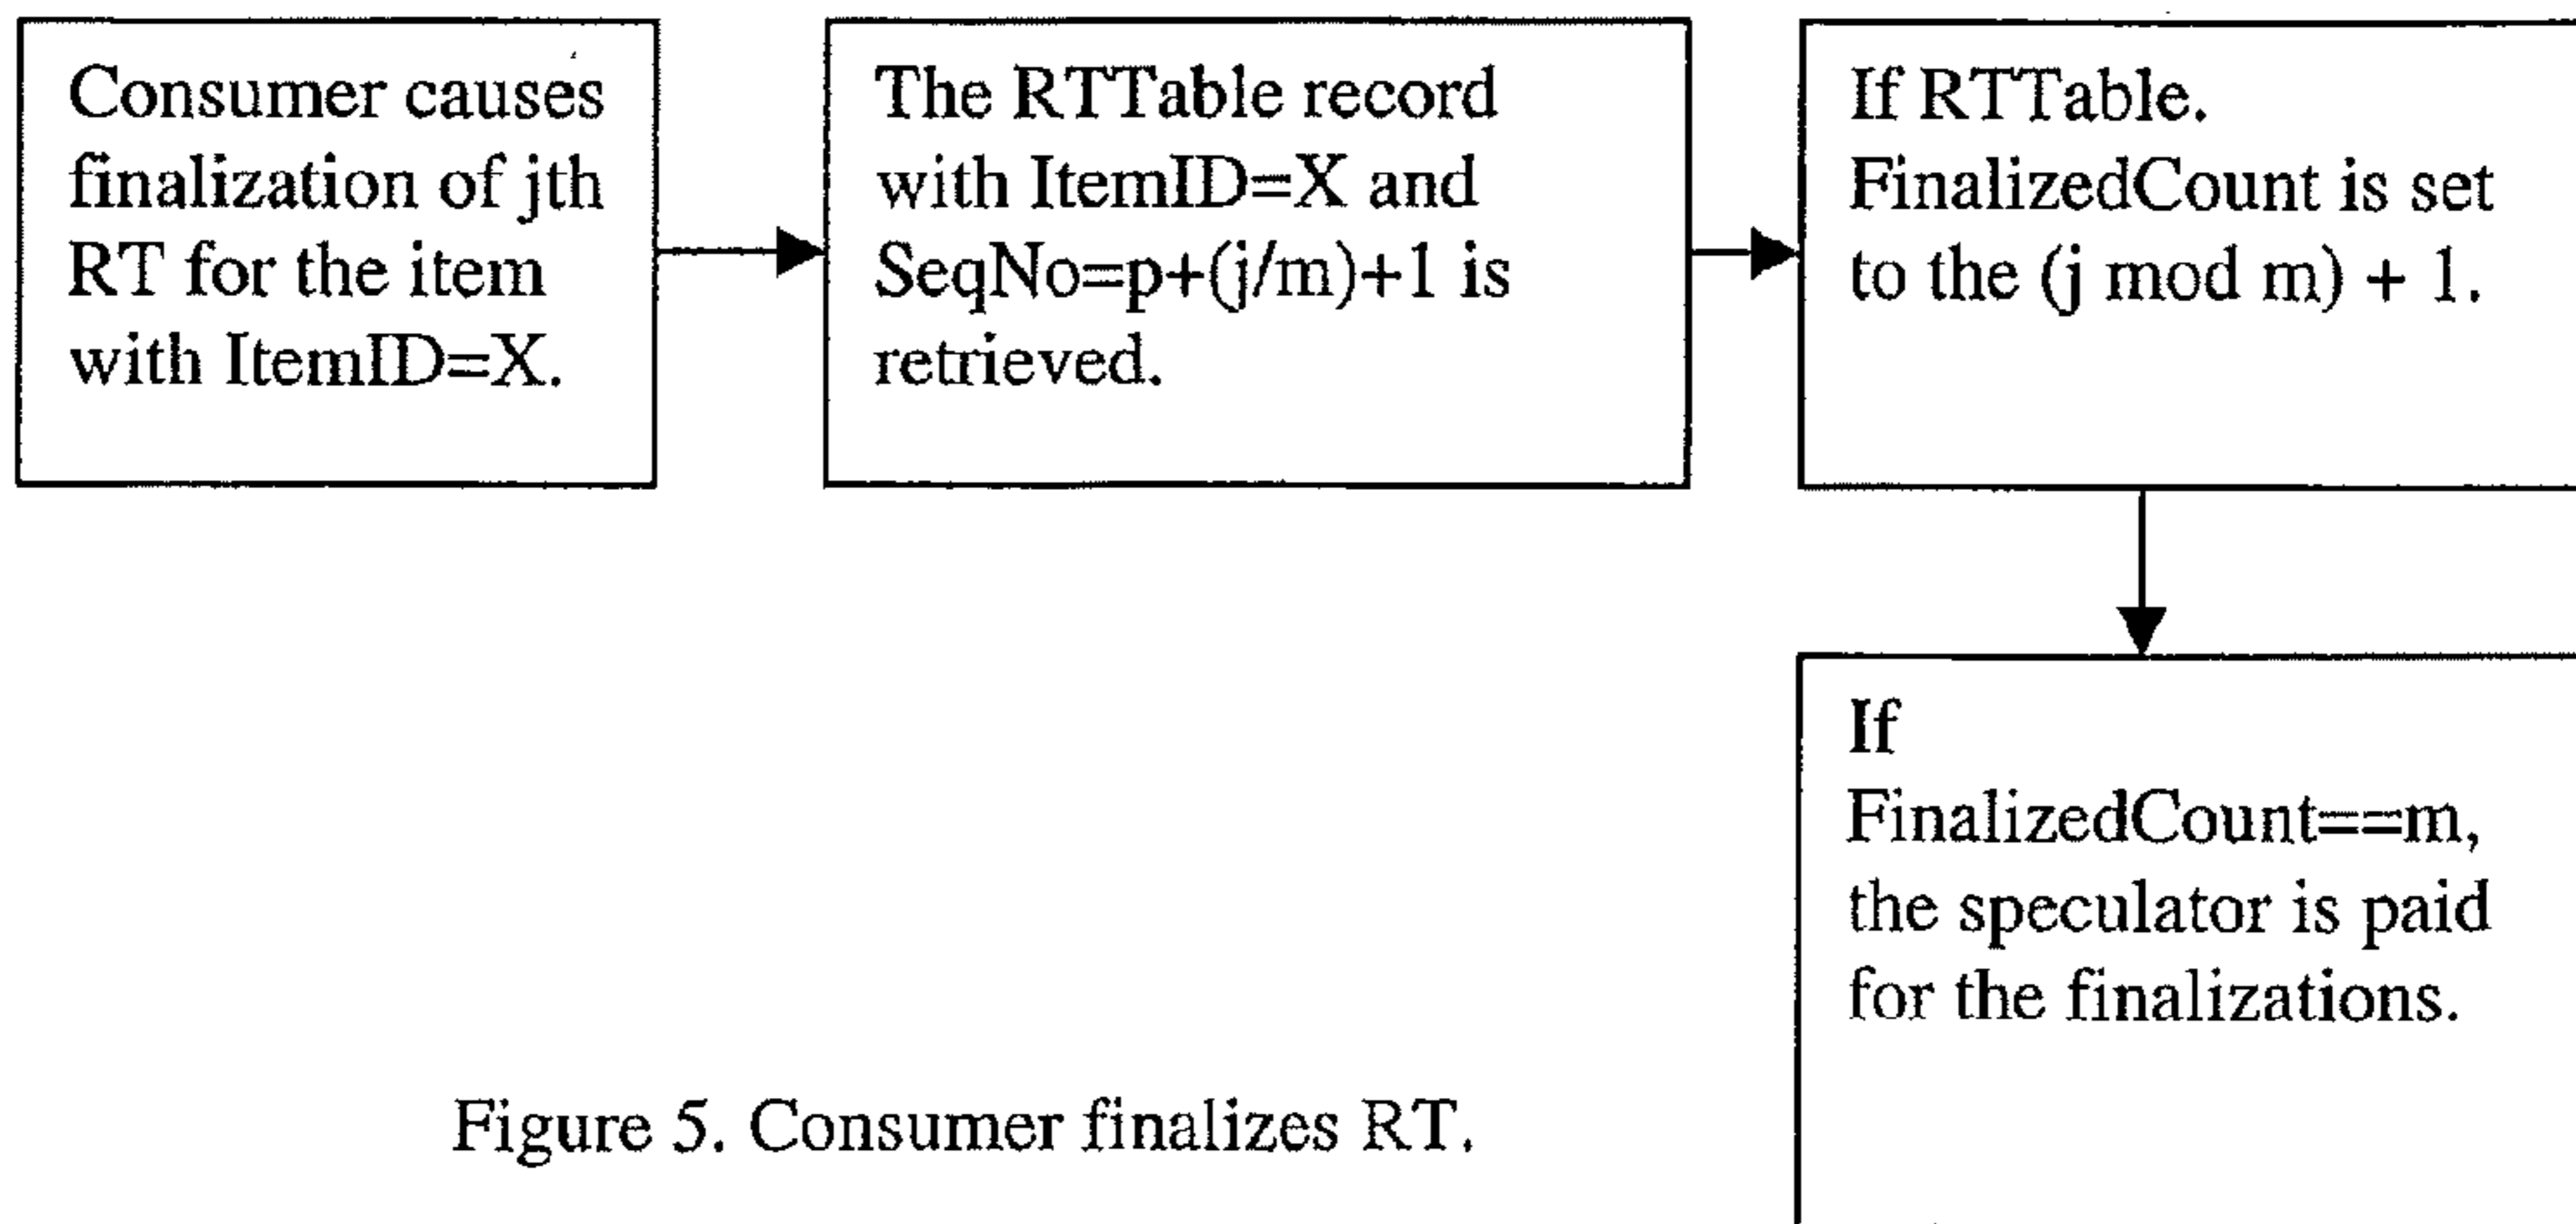 Consumer causes
finalization of jth
RT for the item
with ItemID=X.
The RTTable record
with ItemID=X and
SeqNo=p+(j/m)+1 is
retrieved.
If RTTable.
FinalizedCount is set
to the (j mod m) + 1.
If
FinalizedCount==m,
the speculator is paid
for the finalizations.
Figure 5. Consumer finalizes RT.